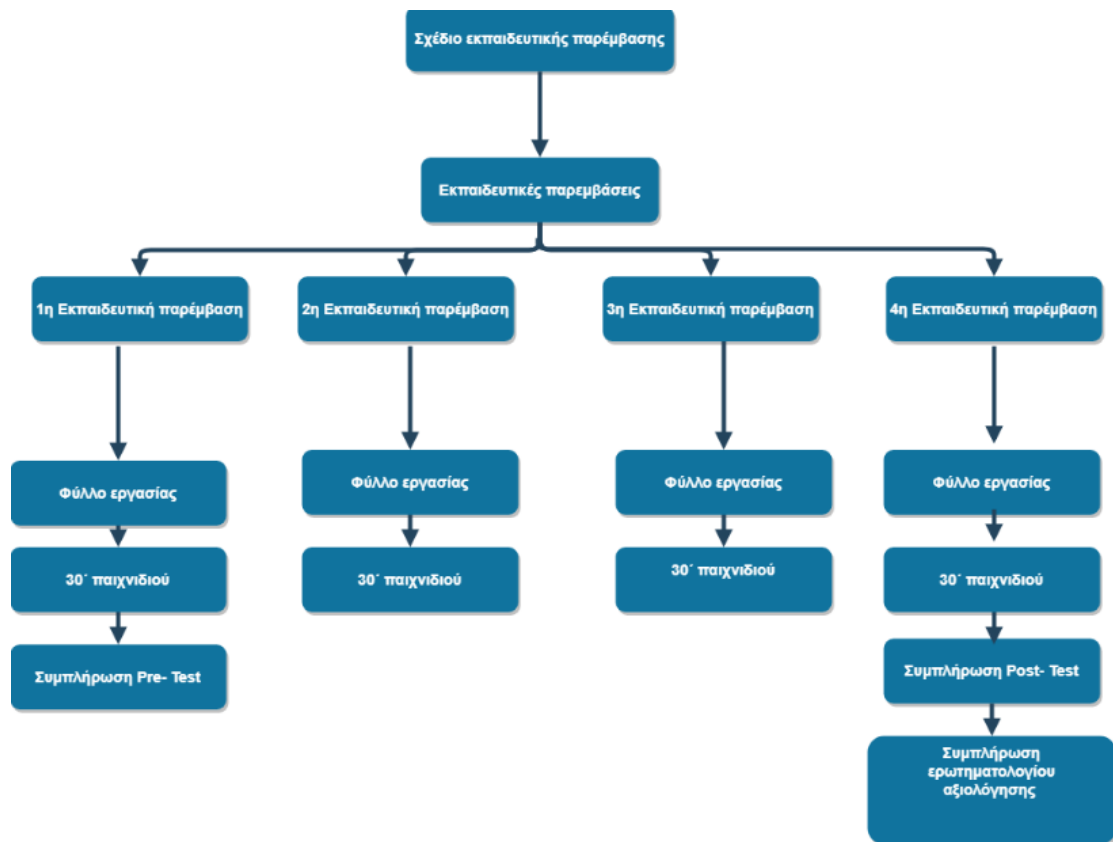 Σχέδιο εκπαιδευτικής παρέμβασης
Εκπαιδευτικές παρεμβάσεις
1η Εκπαιδευτική παρέμβαση
2η Εκπαιδευτική παρέμβαση
3η Εκπαιδευτική παρέμβαση
4η Εκπαιδευτική παρέμβαση
Φύλλο εργασίας
Φύλλο εργασίας
Φύλλο εργασίας
Φύλλο εργασίας
30΄ παιχνιδιού
30΄ παιχνιδιού
30΄ παιχνιδιού
30΄ παιχνιδιού
Συμπλήρωση Pre- Test
Συμπλήρωση Post- Test
Συμπλήρωση
ερωτηματολογίου
αξιολόγησης